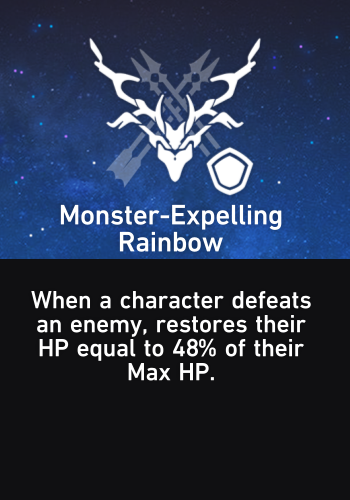 Monster-Expelling
Rainbow
When a character defeats
an enemy, restores their
HP equal to 48% of their
Max HP.